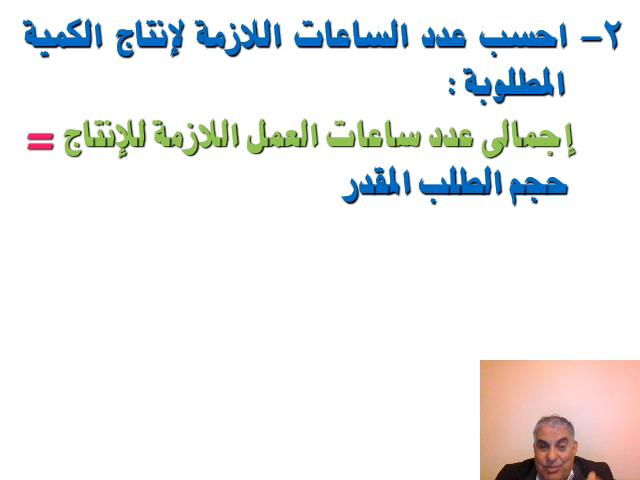 ٢- احسب عدد الساعات اللازمة لإنتاج الكمية
المطلوبة :
إجمالى عدد ساعات العمل اللازمة للإنتاج =
حجم الطلب المقدر